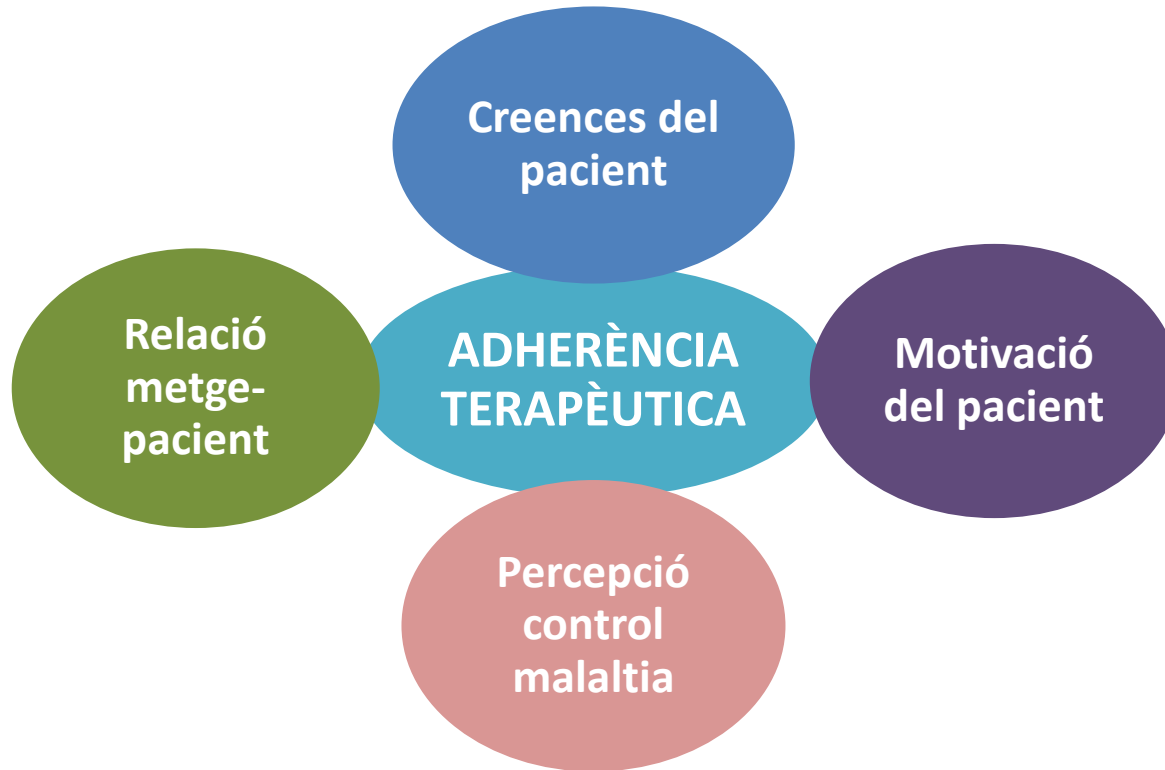 Creences del
pacient
Relació
metge-
pacient
ADHERÈNCIA
TERAPÈUTICA
Motivació
del pacient
Percepció
control
malaltia